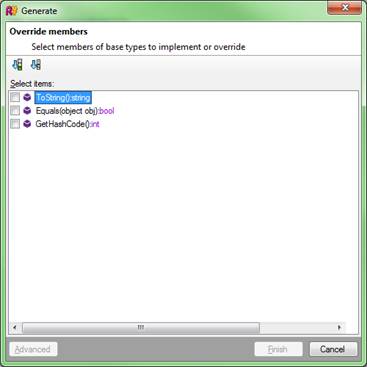 Generate
Override members
Select members of base types to implement or override
Select items:
ToString():string
Equals(object obj):bool
GetHashCode():int
Advanced
Finish
Cancel